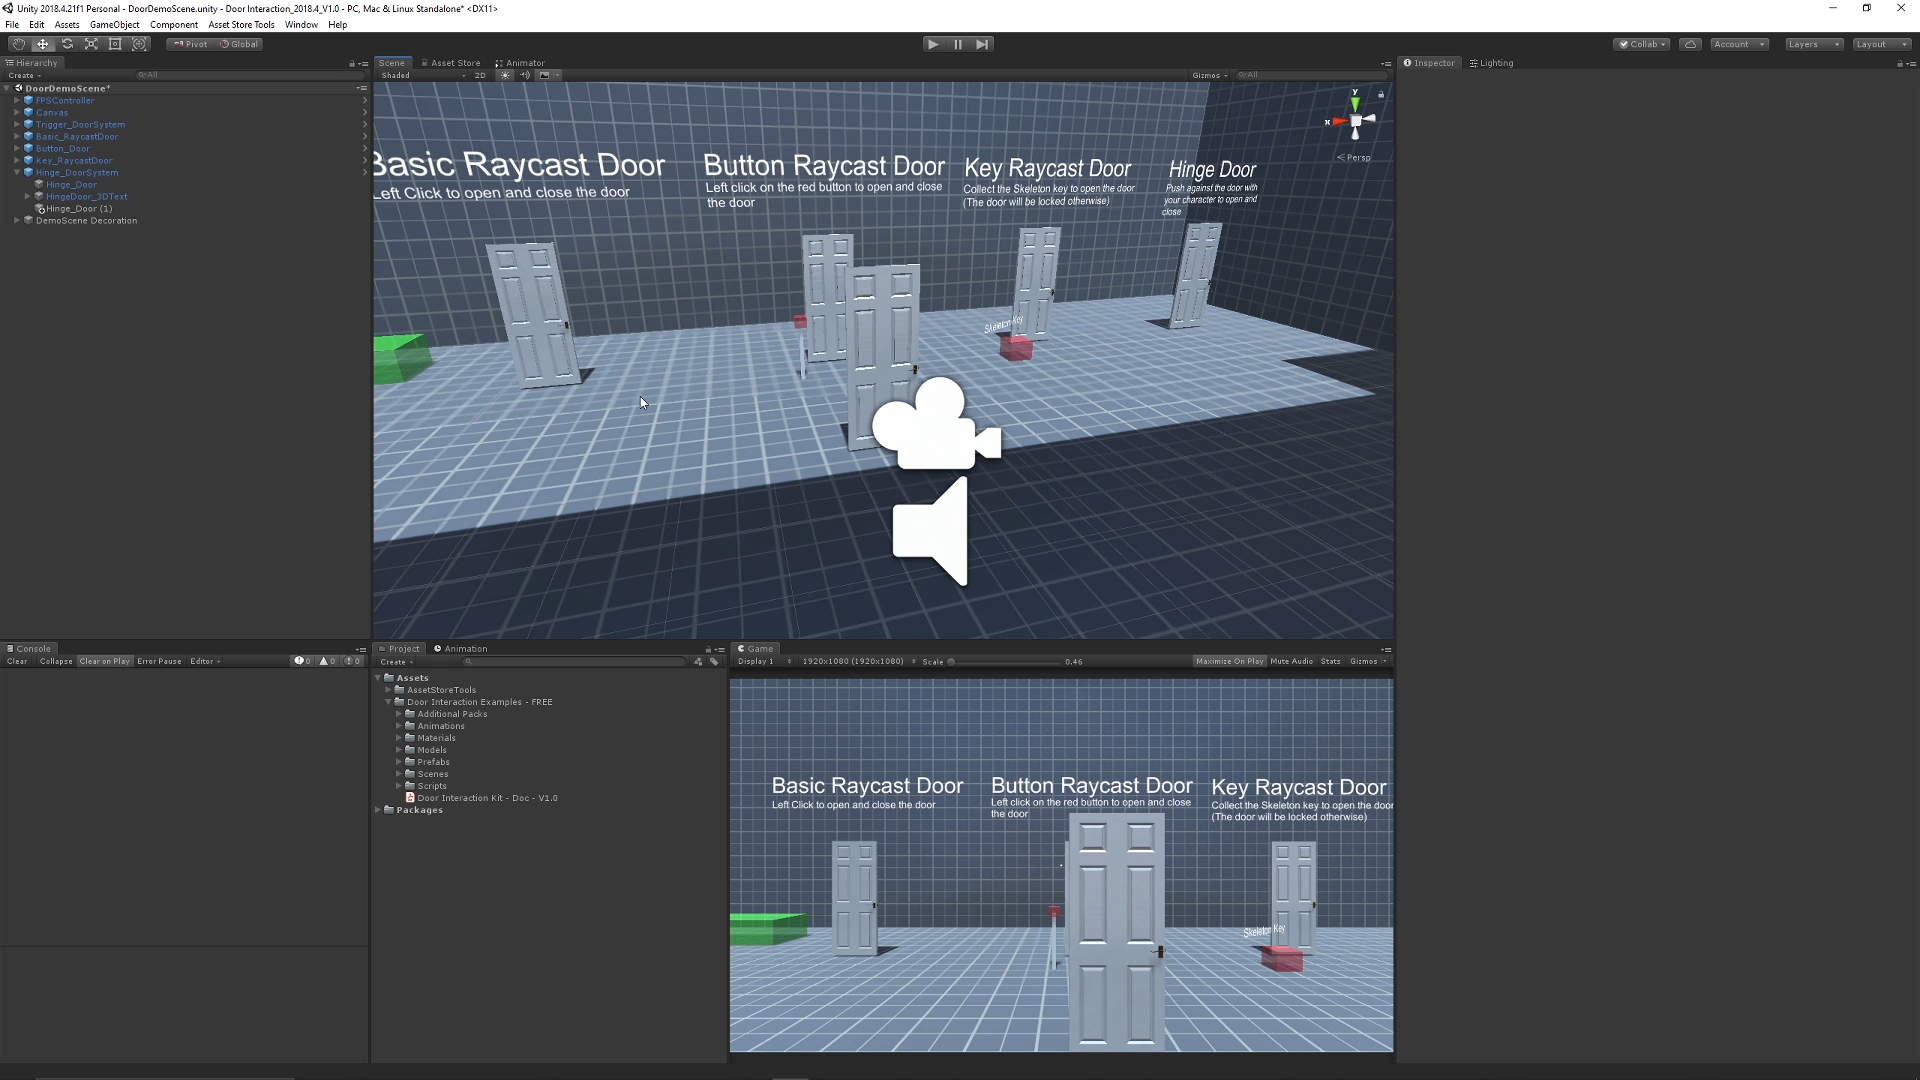 Unity 2018.4.21f1 Personal - DoorDemoScene.unity - Door Interaction_2018.4_V1.0 - PC, Mac & Linux Standalone* <DX11>
File Edit Assets GameObject Component Asset Store Tools Window Help
Pivot Global
Collab Account Layers Layout
Hierarchy
Create All
DoorDemoScene*
FPSController
Canvas
Trigger_DoorSystem
Basic_RaycastDoor
Button_Door
Key_RaycastDoor
Hinge_DoorSystem
Hinge_Door
HingeDoor_3DText
Hinge_Door (1)
DemoScene Decoration
Scene Asset Store Animator
Shaded 2D Gizmos All
Basic Raycast Door
Left Click to open and close the door
Button Raycast Door
Left click on the red button to open and close
the door
Key Raycast Door
Collect the Skeleton key to open the door
(The door will be locked otherwise)
Hinge Door
Push against the door with
your character to open and
close
Skeleton Key
y
x
Persp
Inspector Lighting
Console
Clear Collapse Clear on Play Error Pause Editor 0 0 0
Project Animation
Create
Assets
AssetStoreTools
Door Interaction Examples - FREE
Additional Packs
Animations
Materials
Models
Prefabs
Scenes
Scripts
Door Interaction Kit - Doc - V1.0
Packages
Game
Display 1 1920x1080 (1920x1080) Scale 0.46 Maximize On Play Mute Audio Stats Gizmos
Basic Raycast Door
Left Click to open and close the door
Button Raycast Door
Left click on the red button to open and close
the door
Key Raycast Door
Collect the Skeleton key to open the door
(The door will be locked otherwise)
Skeleton Key